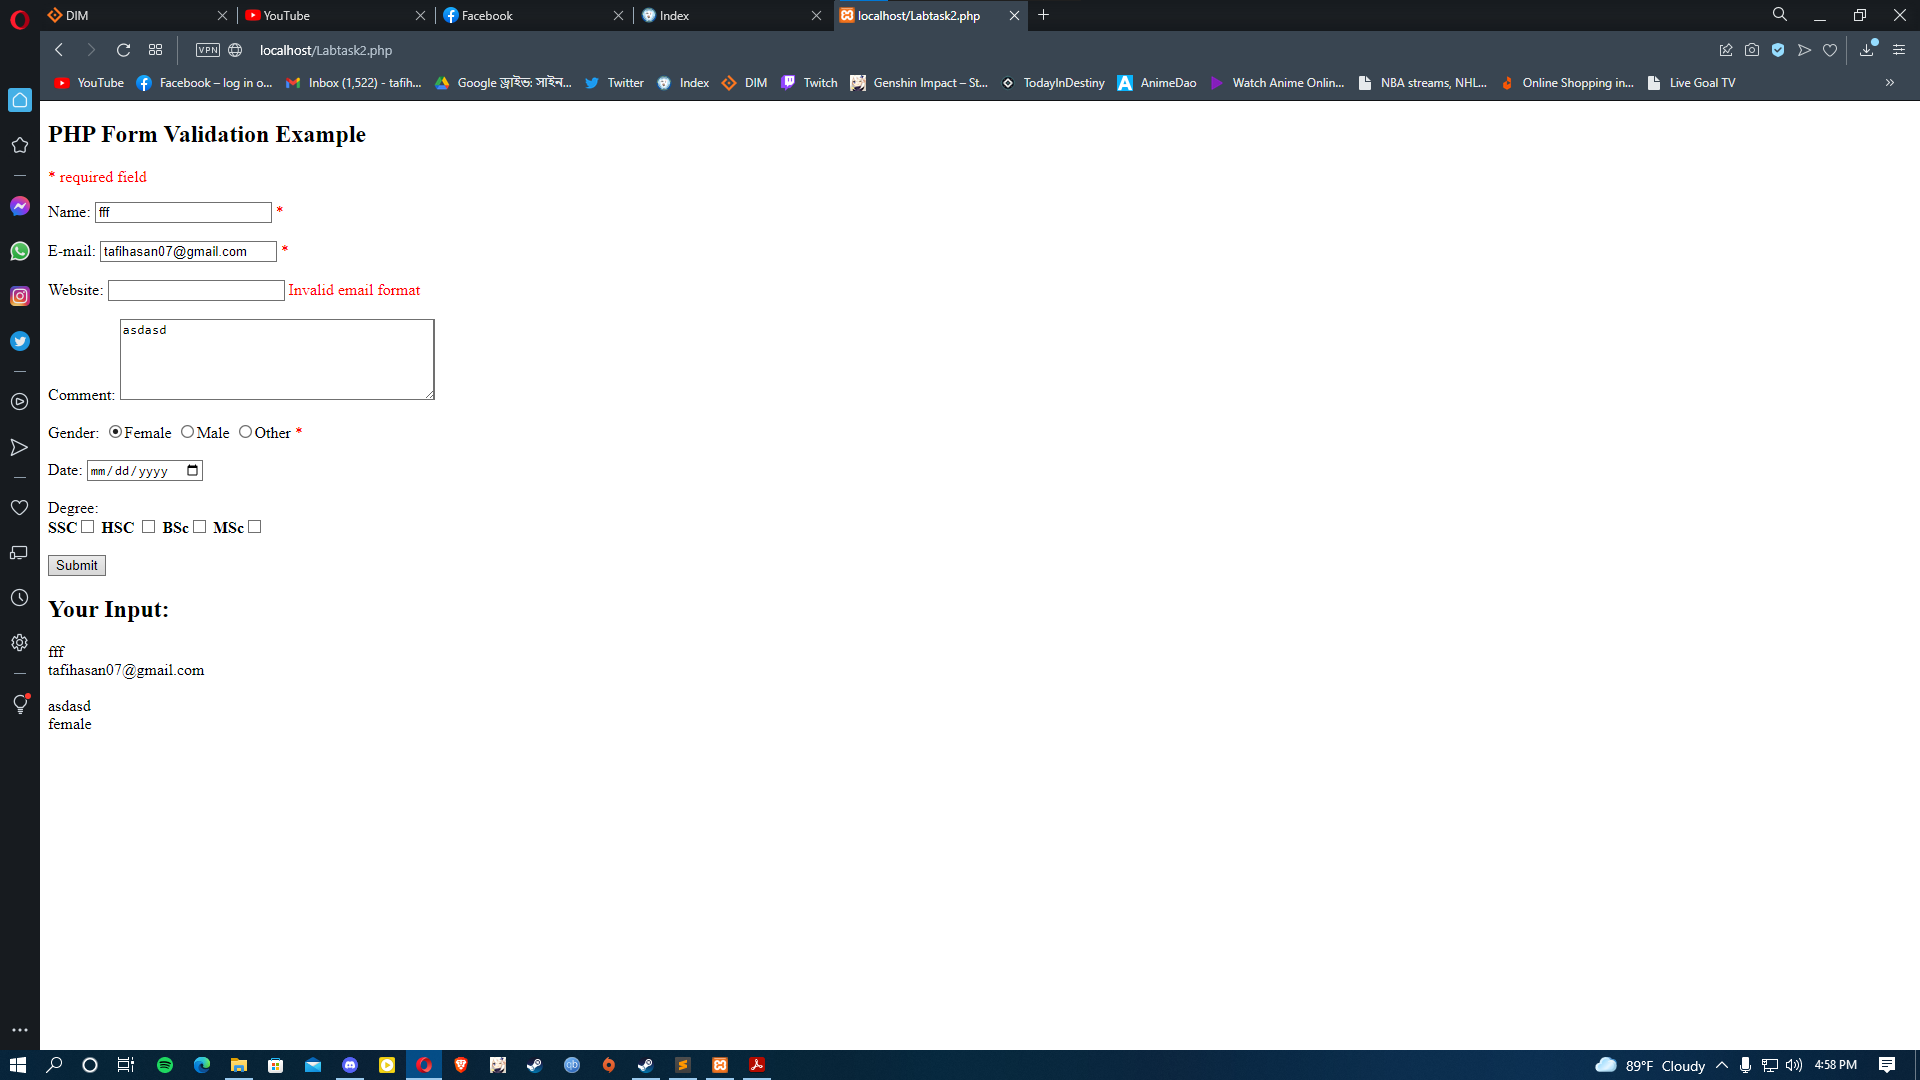 DIM
YouTube
Facebook
Index
localhost/Labtask2.php
VPN
localhost/Labtask2.php
YouTube
Facebook – log in o...
Inbox (1,522) - tafih...
Google ড্রাইভ: সাইন...
Twitter
Index
DIM
Twitch
Genshin Impact – St...
TodayInDestiny
AnimeDao
Watch Anime Onlin...
NBA streams, NHL...
Online Shopping in...
Live Goal TV
PHP Form Validation Example
* required field
Name: fff *
E-mail: tafihasan07@gmail.com *
Website: Invalid email format
asdasd
Comment:
Gender: Female Male Other *
Date: mm/dd/yyyy
Degree:
SSC HSC BSc MSc
Submit
Your Input:
fff
tafihasan07@gmail.com
asdasd
female
89°F Cloudy
4:58 PM